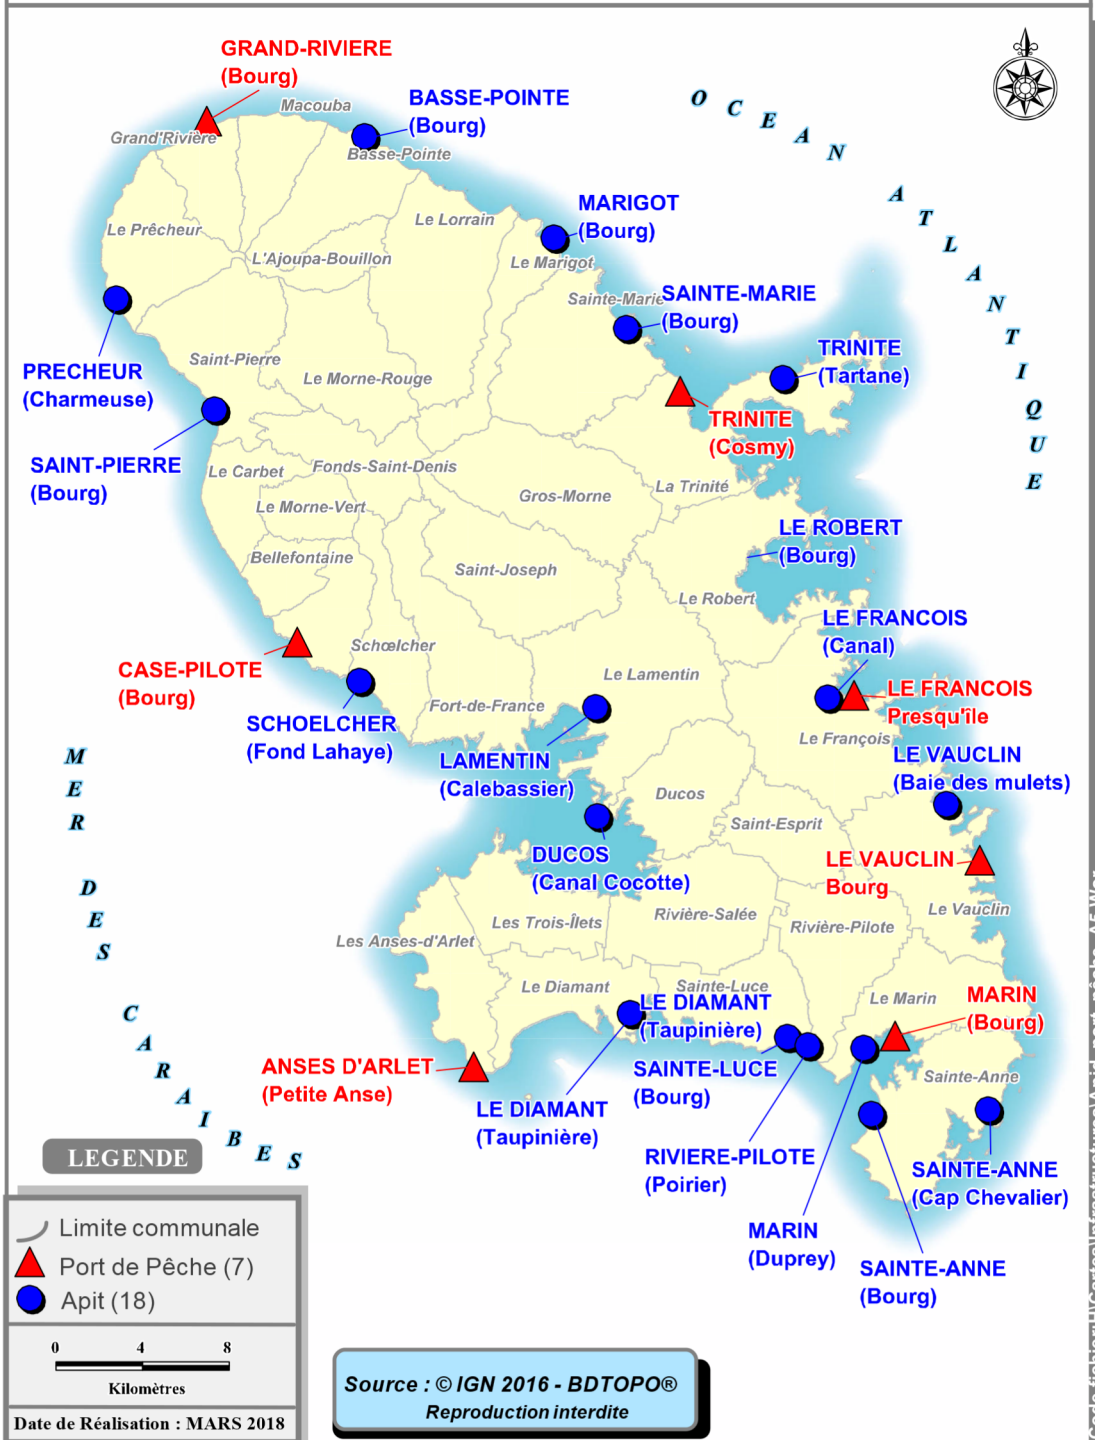 GRAND-RIVIERE
(Bourg)
Macouba
BASSE-POINTE
(Bourg)
Grand'Rivière
Basse-Pointe
OCEAN ATLANTIQUE
MARIGOT
(Bourg)
Le Lorrain
Le Prêcheur
L'Ajoupa-Bouillon
Le Marigot
Sainte-Marie
SAINTE-MARIE
(Bourg)
TRINITE
(Tartane)
PRECHEUR
(Charmeuse)
Saint-Pierre
Le Morne-Rouge
TRINITE
(Cosmy)
SAINT-PIERRE
(Bourg)
Le Carbet
Fonds-Saint-Denis
Gros-Morne
La Trinité
Le Morne-Vert
LE ROBERT
(Bourg)
Bellefontaine
Saint-Joseph
Le Robert
LE FRANCOIS
(Canal)
Schœlcher
CASE-PILOTE
(Bourg)
Le Lamentin
LE FRANCOIS
Presqu'île
Fort-de-France
SCHOELCHER
(Fond Lahaye)
Le François
LAMENTIN
(Calebassier)
LE VAUCLIN
(Baie des mulets)
MER DES CARAIBES
Ducos
Saint-Esprit
DUCOS
(Canal Cocotte)
LE VAUCLIN
Bourg
Les Trois-Îlets
Rivière-Salée
Rivière-Pilote
Le Vauclin
Les Anses-d'Arlet
Le Diamant
Sainte-Luce
LE DIAMANT
(Taupinière)
Le Marin
MARIN
(Bourg)
ANSES D'ARLET
(Petite Anse)
SAINTE-LUCE
(Bourg)
Sainte-Anne
LE DIAMANT
(Taupinière)
RIVIERE-PILOTE
(Poirier)
SAINTE-ANNE
(Cap Chevalier)
MARIN
(Duprey)
SAINTE-ANNE
(Bourg)
LEGENDE
Limite communale
Port de Pêche (7)
Apit (18)
0 4 8
Kilomètres
Date de Réalisation : MARS 2018
Source : © IGN 2016 - BDTOPO®
Reproduction interdite